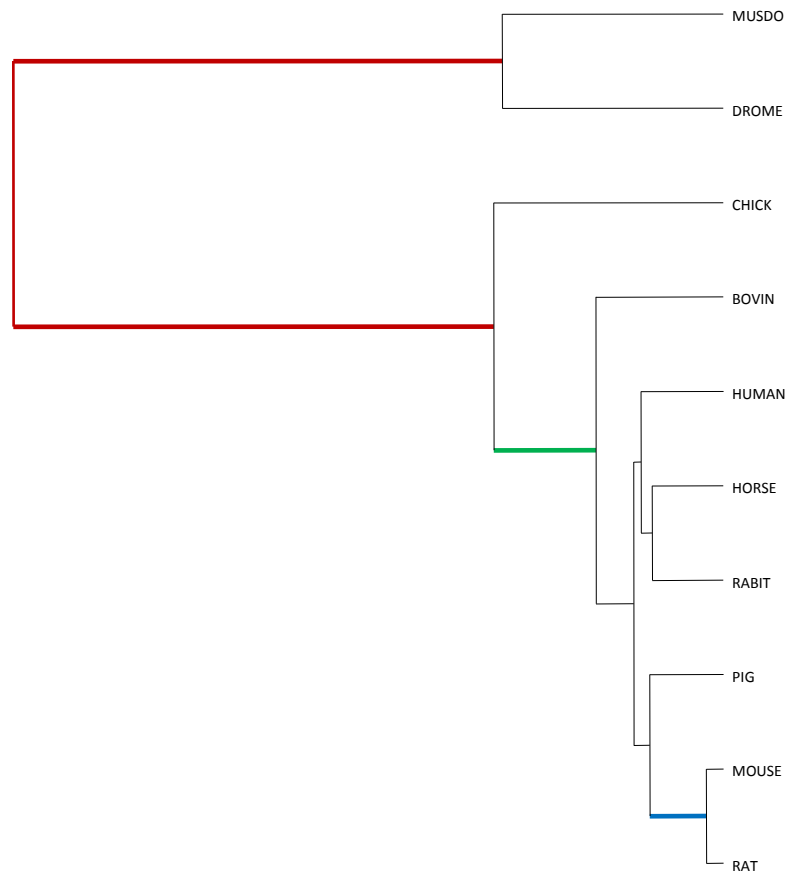 MUSDO
DROME
CHICK
BOVIN
HUMAN
HORSE
RABIT
PIG
MOUSE
RAT